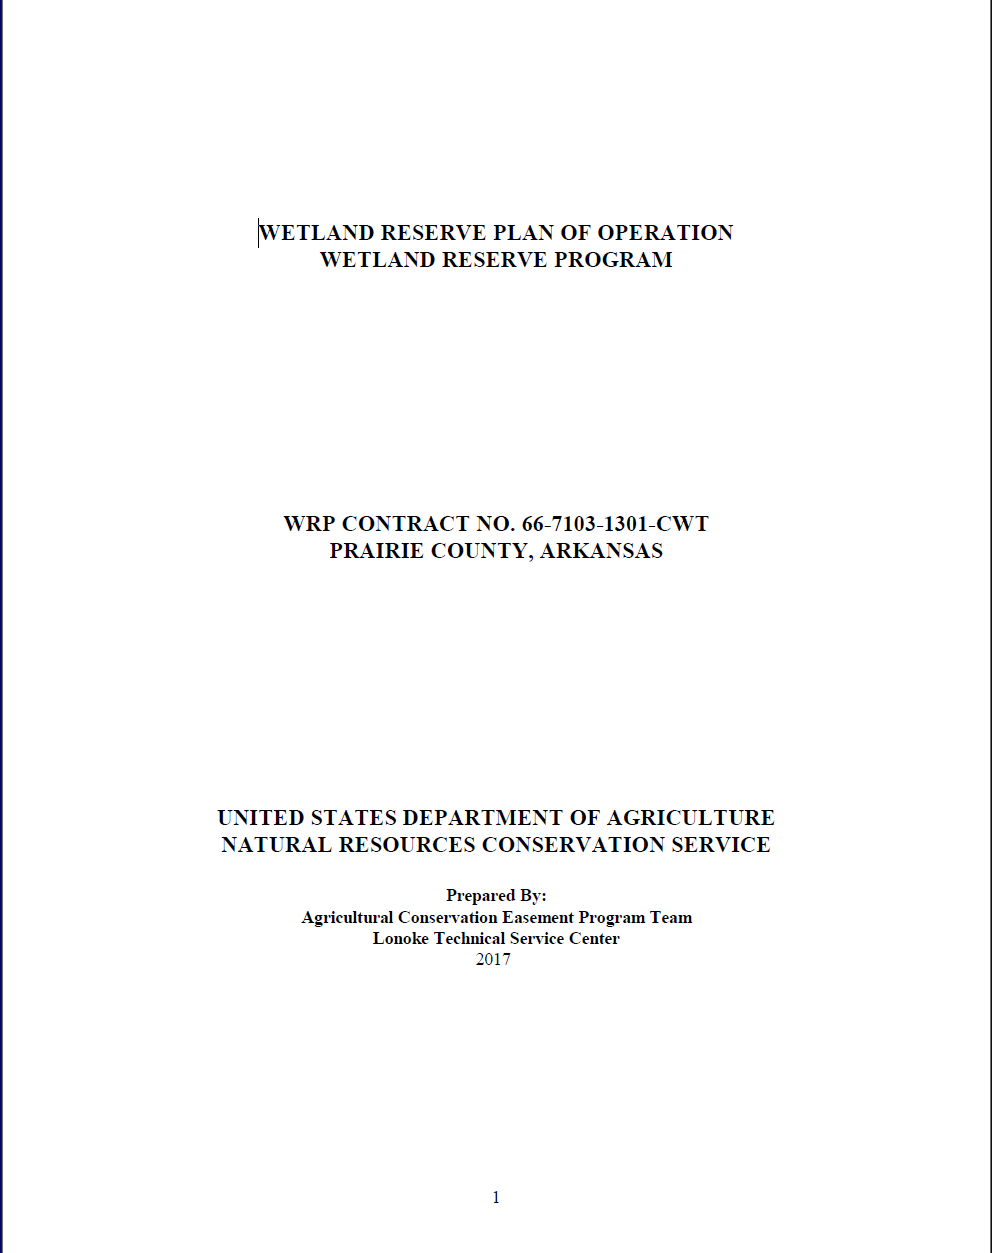 WETLAND RESERVE PLAN OF OPERATION
WETLAND RESERVE PROGRAM
WRP CONTRACT NO. 66-7103-1301-CWT
PRAIRIE COUNTY, ARKANSAS
UNITED STATES DEPARTMENT OF AGRICULTURE
NATURAL RESOURCES CONSERVATION SERVICE
Prepared By:
Agricultural Conservation Easement Program Team
Lonoke Technical Service Center
2017
1